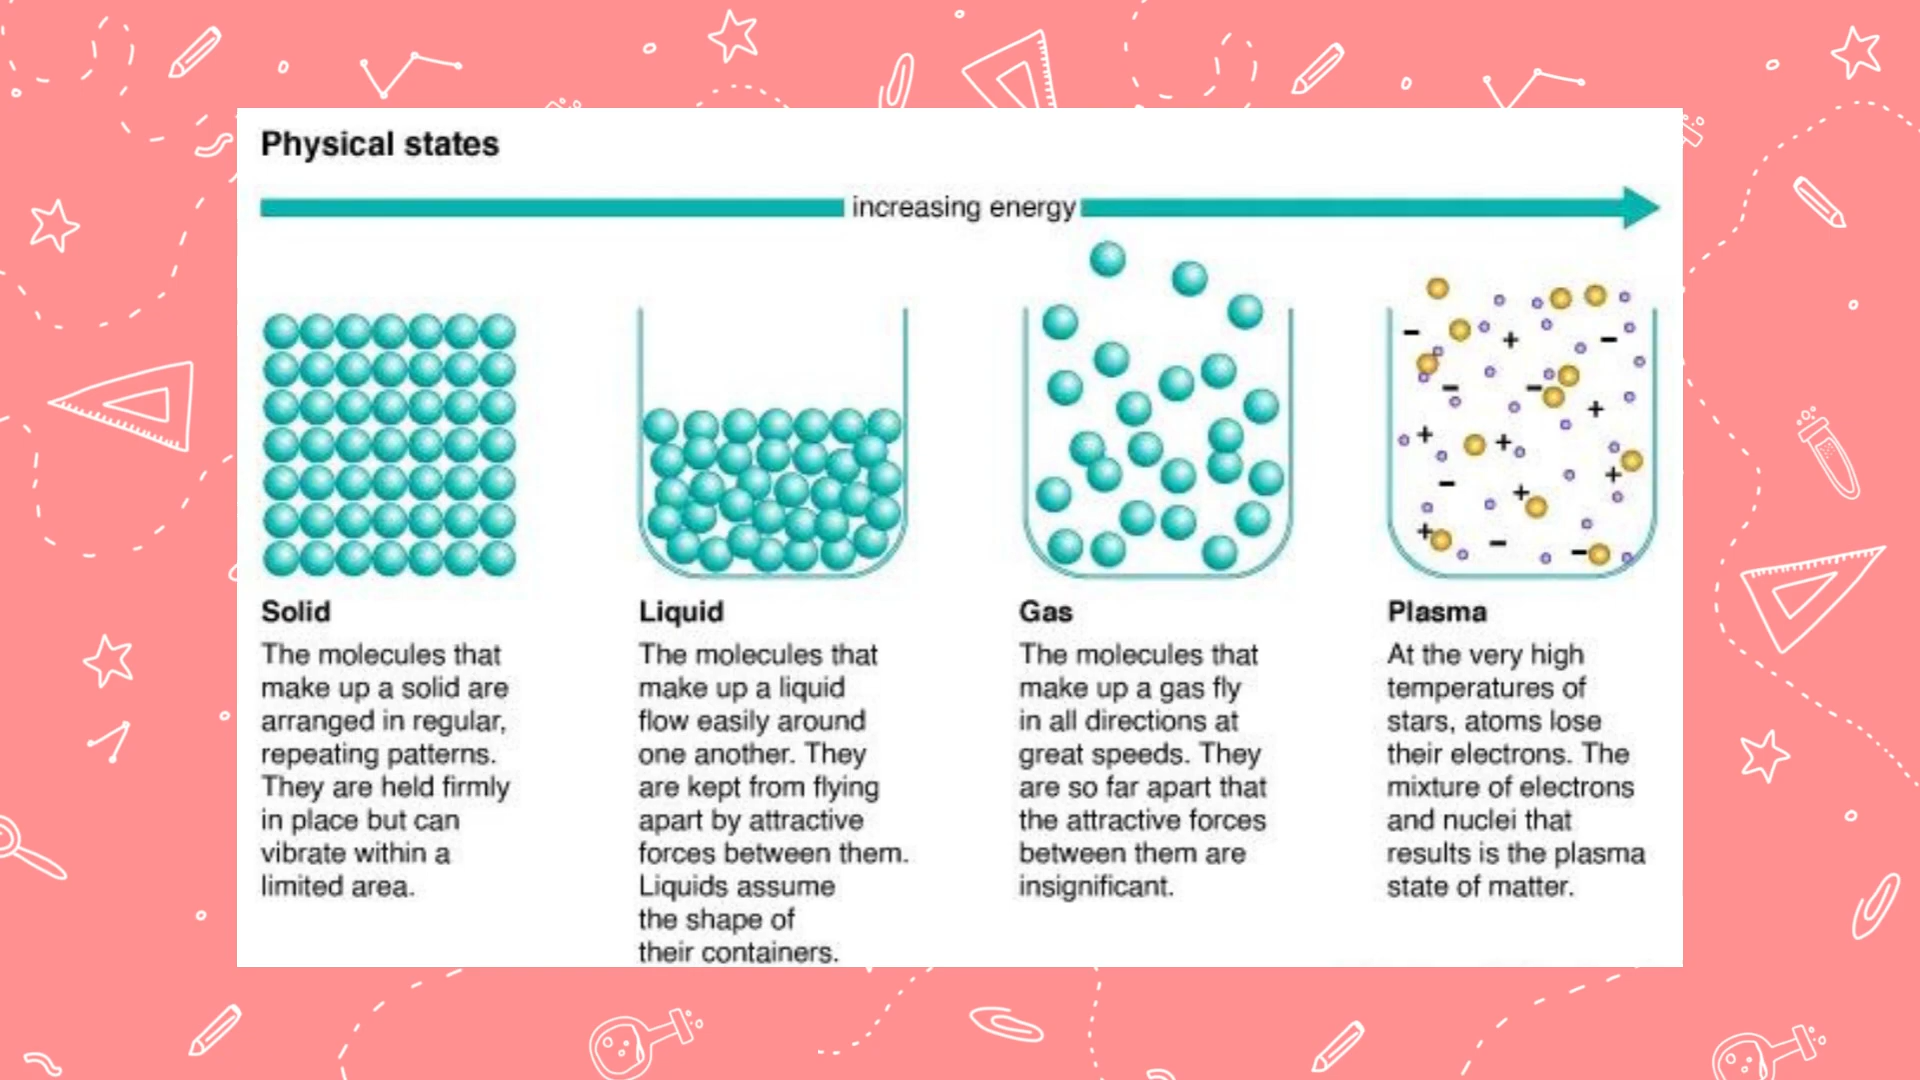 Physical states
increasing energy
Solid
The molecules that
make up a solid are
arranged in regular,
repeating patterns.
They are held firmly
in place but can
vibrate within a
limited area.
Liquid
The molecules that
make up a liquid
flow easily around
one another. They
are kept from flying
apart by attractive
forces between them.
Liquids assume
the shape of
their containers.
Gas
The molecules that
make up a gas fly
in all directions at
great speeds. They
are so far apart that
the attractive forces
between them are
insignificant.
Plasma
At the very high
temperatures of
stars, atoms lose
their electrons. The
mixture of electrons
and nuclei that
results is the plasma
state of matter.